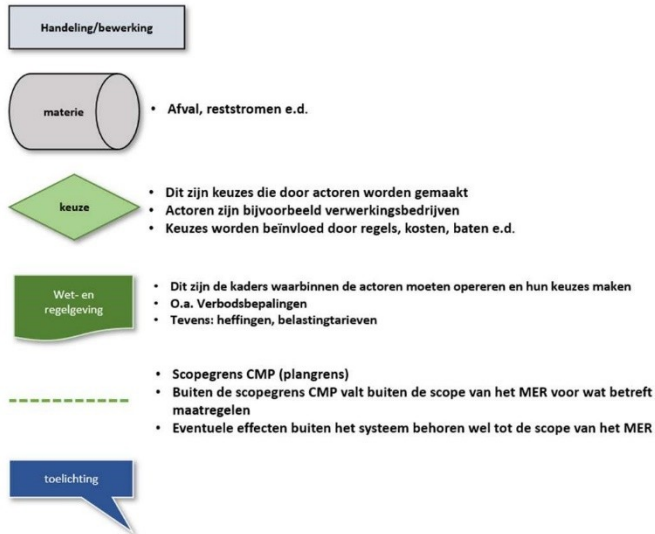 Handeling/bewerking
materie
• Afval, reststromen e.d.
keuze
• Dit zijn keuzes die door actoren worden gemaakt
• Actoren zijn bijvoorbeeld verwerkingsbedrijven
• Keuzes worden beïnvloed door regels, kosten, baten e.d.
Wet- en
regelgeving
• Dit zijn de kaders waarbinnen de actoren moeten opereren en hun keuzes maken
• O.a. Verbodsbepalingen
• Tevens: heffingen, belastingtarieven
• Scopegrens CMP (plangrens)
• Buiten de scopegrens CMP valt buiten de scope van het MER voor wat betreft
maatregelen
• Eventuele effecten buiten het systeem behoren wel tot de scope van het MER
toelichting